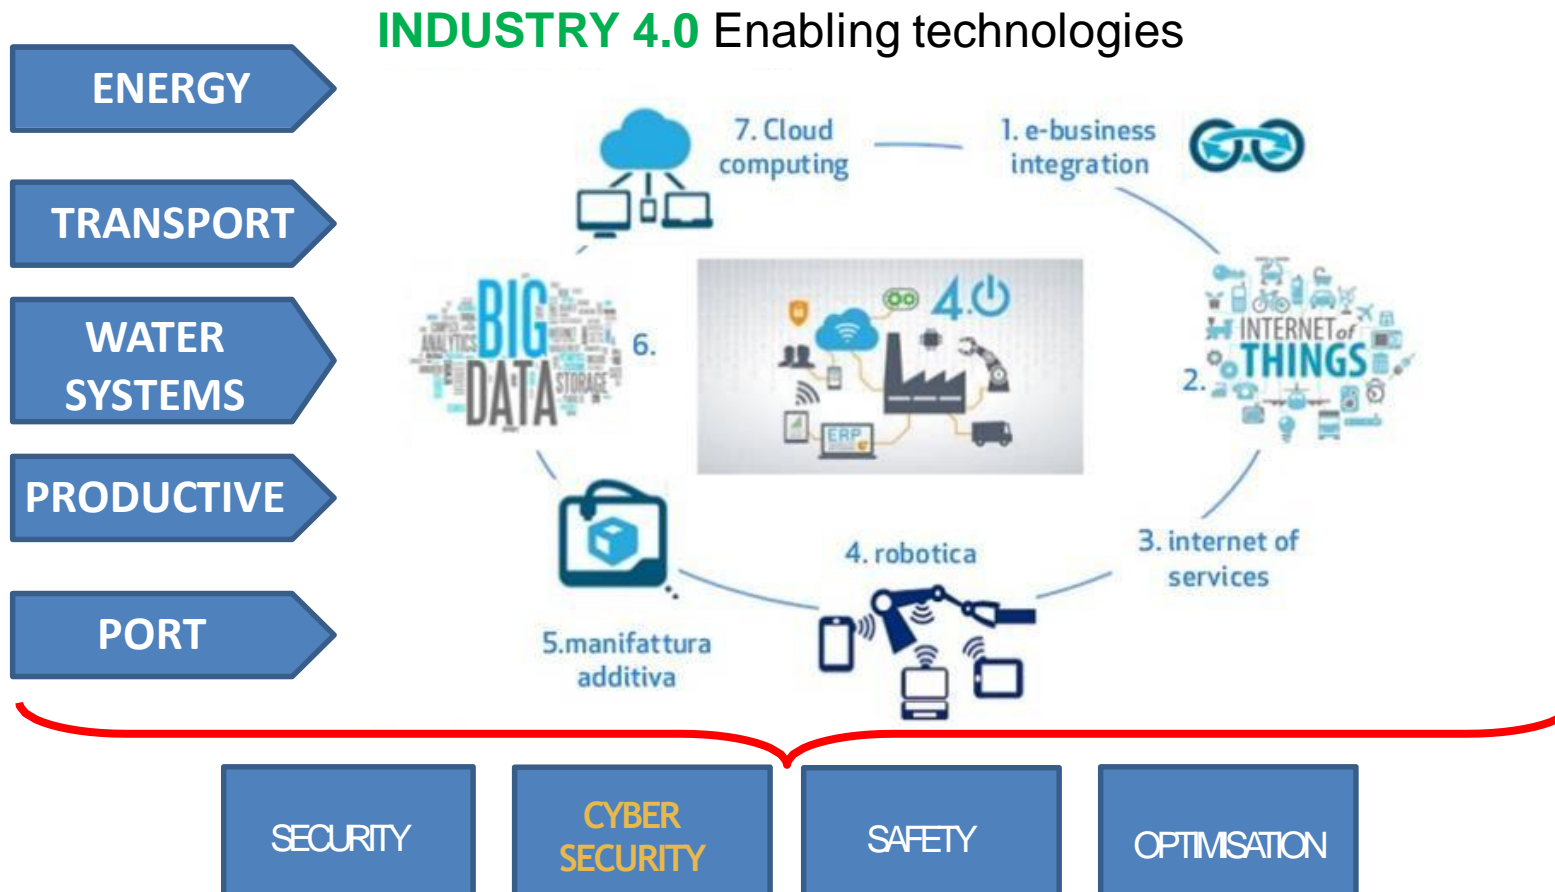 INDUSTRY 4.0 Enabling technologies
ENERGY
TRANSPORT
WATER
SYSTEMS
PRODUCTIVE
PORT
7. Cloud
computing
1. e-business
integration
INTERNET of
THINGS
2.
3. internet of
services
4. robotica
5.manifattura
additiva
6.
BIG
DATA
ANALYTICS
STORAGE
4.0
ERP
SECURITY
CYBER
SECURITY
SAFETY
OPTIMISATION